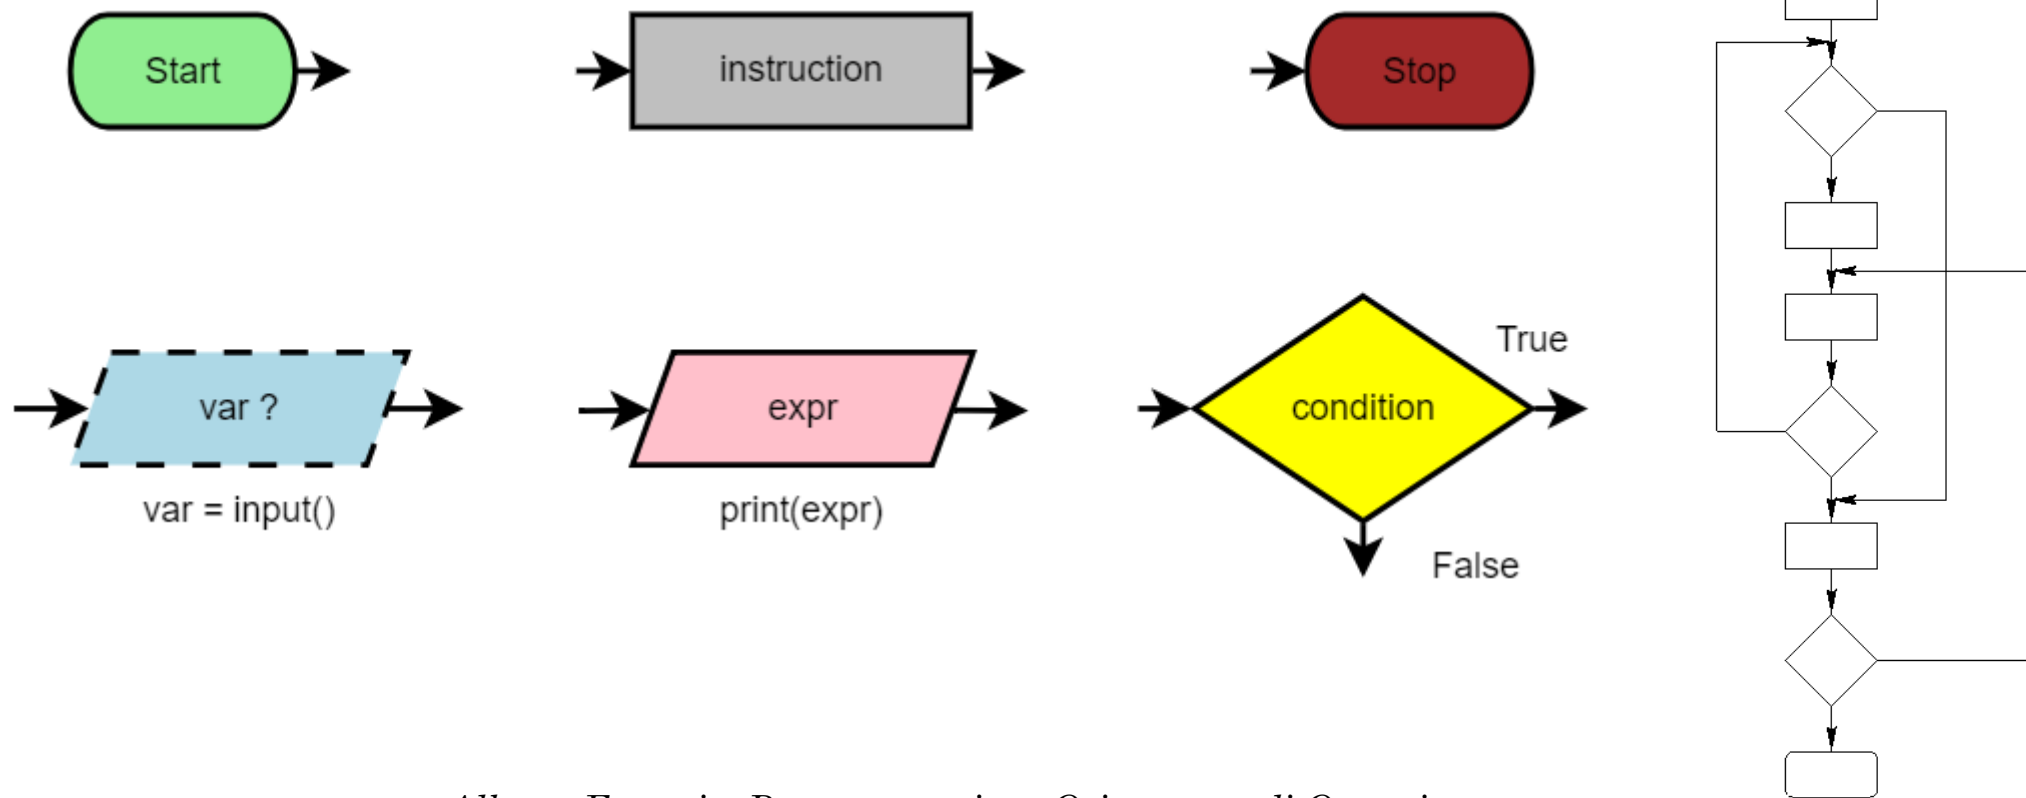 Start
instruction
Stop
var ?
var = input()
expr
print(expr)
condition
True
False